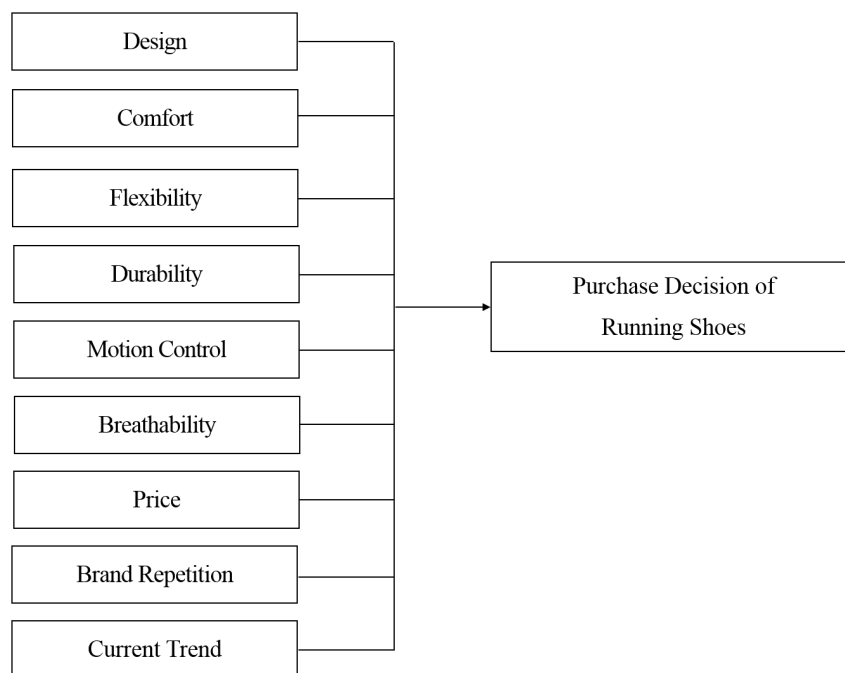 Design
Comfort
Flexibility
Durability
Motion Control
Breathability
Price
Brand Repetition
Current Trend
Purchase Decision of
Running Shoes